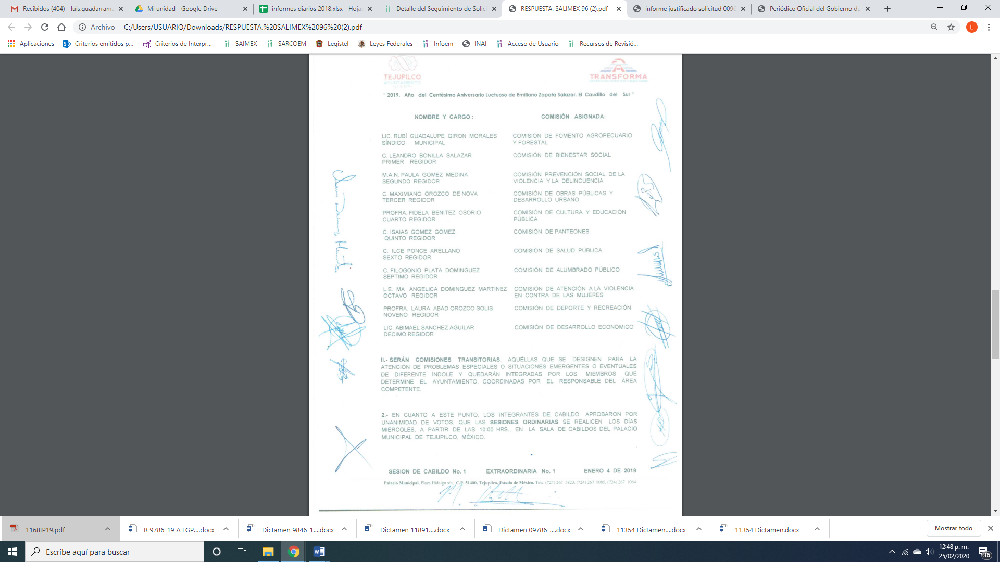 Recibidos (404) - luis.guadarrama
Mi unidad - Google Drive
informes diarios 2018.xlsx - Hojas
Detalle del Seguimiento de Solici
RESPUESTA. SALIMEX 96 (2).pdf
informe justificado solicitud 0096
Periódico Oficial del Gobierno de
Archivo
C:/Users/USUARIO/Downloads/RESPUESTA.%20SALIMEX%2096%20(2).pdf
L
Aplicaciones
Criterios emitidos p...
Criterios de Interpr...
SAIMEX
SARCOEM
Legistel
Leyes Federales
Infoem
INAI
Acceso de Usuario
Recursos de Revisió...
TEJUPILCO
AYUNTAMIENTO
TRANSFORMA
" 2019. Año del Centésimo Aniversario Luctuoso de Emiliano Zapata Salazar. El Caudillo del Sur "
NOMBRE Y CARGO : COMISIÓN ASIGNADA:
LIC. RUBÍ GUADALUPE GIRON MORALES COMISIÓN DE FOMENTO AGROPECUARIO
SÍNDICO MUNICIPAL Y FORESTAL
C. LEANDRO BONILLA SALAZAR COMISIÓN DE BIENESTAR SOCIAL
PRIMER REGIDOR
M.A.N. PAULA GOMEZ MEDINA COMISIÓN PREVENCIÓN SOCIAL DE LA
SEGUNDO REGIDOR VIOLENCIA Y LA DELINCUENCIA
C. MAXIMIANO OROZCO DE NOVA COMISIÓN DE OBRAS PÚBLICAS Y
TERCER REGIDOR DESARROLLO URBANO
PROFRA. FIDELA BENITEZ OSORIO COMISIÓN DE CULTURA Y EDUCACIÓN
CUARTO REGIDOR PÚBLICA
C. ISAIAS GOMEZ GOMEZ COMISIÓN DE PANTEONES
QUINTO REGIDOR
C. ILCE PONCE ARELLANO COMISIÓN DE SALUD PÚBLICA
SEXTO REGIDOR
C. FILOGONIO PLATA DOMINGUEZ COMISIÓN DE ALUMBRADO PÚBLICO
SÉPTIMO REGIDOR
L.E. MA ANGELICA DOMINGUEZ MARTINEZ COMISIÓN DE ATENCIÓN A LA VIOLENCIA
OCTAVO REGIDOR EN CONTRA DE LAS MUJERES
PROFRA. LAURA ABAD OROZCO SOLIS COMISIÓN DE DEPORTE Y RECREACIÓN
NOVENO REGIDOR
LIC. ABIMAEL SANCHEZ AGUILAR COMISIÓN DE DESARROLLO ECONÓMICO
DÉCIMO REGIDOR
II.- SERÁN COMISIONES TRANSITORIAS, AQUÉLLAS QUE SE DESIGNEN PARA LA
ATENCIÓN DE PROBLEMAS ESPECIALES O SITUACIONES EMERGENTES O EVENTUALES
DE DIFERENTE ÍNDOLE Y QUEDARÁN INTEGRADAS POR LOS MIEMBROS QUE
DETERMINE EL AYUNTAMIENTO, COORDINADAS POR EL RESPONSABLE DEL ÁREA
COMPETENTE.
2.- EN CUANTO A ESTE PUNTO, LOS INTEGRANTES DE CABILDO APROBARON POR
UNANIMIDAD DE VOTOS, QUE LAS SESIONES ORDINARIAS SE REALICEN LOS DÍAS
MIÉRCOLES, A PARTIR DE LAS 10:00 HRS., EN LA SALA DE CABILDOS DEL PALACIO
MUNICIPAL DE TEJUPILCO, MÉXICO.
SESION DE CABILDO No. 1 EXTRAORDINARIA No. 1 ENERO 4 DE 2019
Palacio Municipal, Plaza Hidalgo s/n, C.P. 51400, Tejupilco, Estado de México. Tels. (724) 267 5823, (724) 267 0085, (724) 267 1064
1168IP19.pdf
R 9786-19 A LGP....docx
Dictamen 9846-1....docx
Dictamen 11891....docx
Dictamen 09786-....docx
11354 Dictamen....docx
11354 Dictamen.docx
Mostrar todo
Escribe aquí para buscar
12:48 p. m.
25/02/2020
36